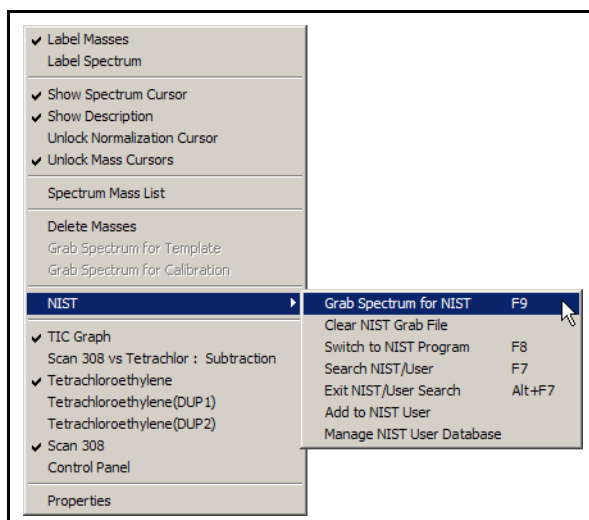 Label Masses
Label Spectrum
Show Spectrum Cursor
Show Description
Unlock Normalization Cursor
Unlock Mass Cursors
Spectrum Mass List
Delete Masses
Grab Spectrum for Template
Grab Spectrum for Calibration
NIST
TIC Graph
Scan 308 vs Tetrachlor : Subtraction
Tetrachloroethylene
Tetrachloroethylene(DUP1)
Tetrachloroethylene(DUP2)
Scan 308
Control Panel
Properties
Grab Spectrum for NIST F9
Clear NIST Grab File
Switch to NIST Program F8
Search NIST/User F7
Exit NIST/User Search Alt+F7
Add to NIST User
Manage NIST User Database